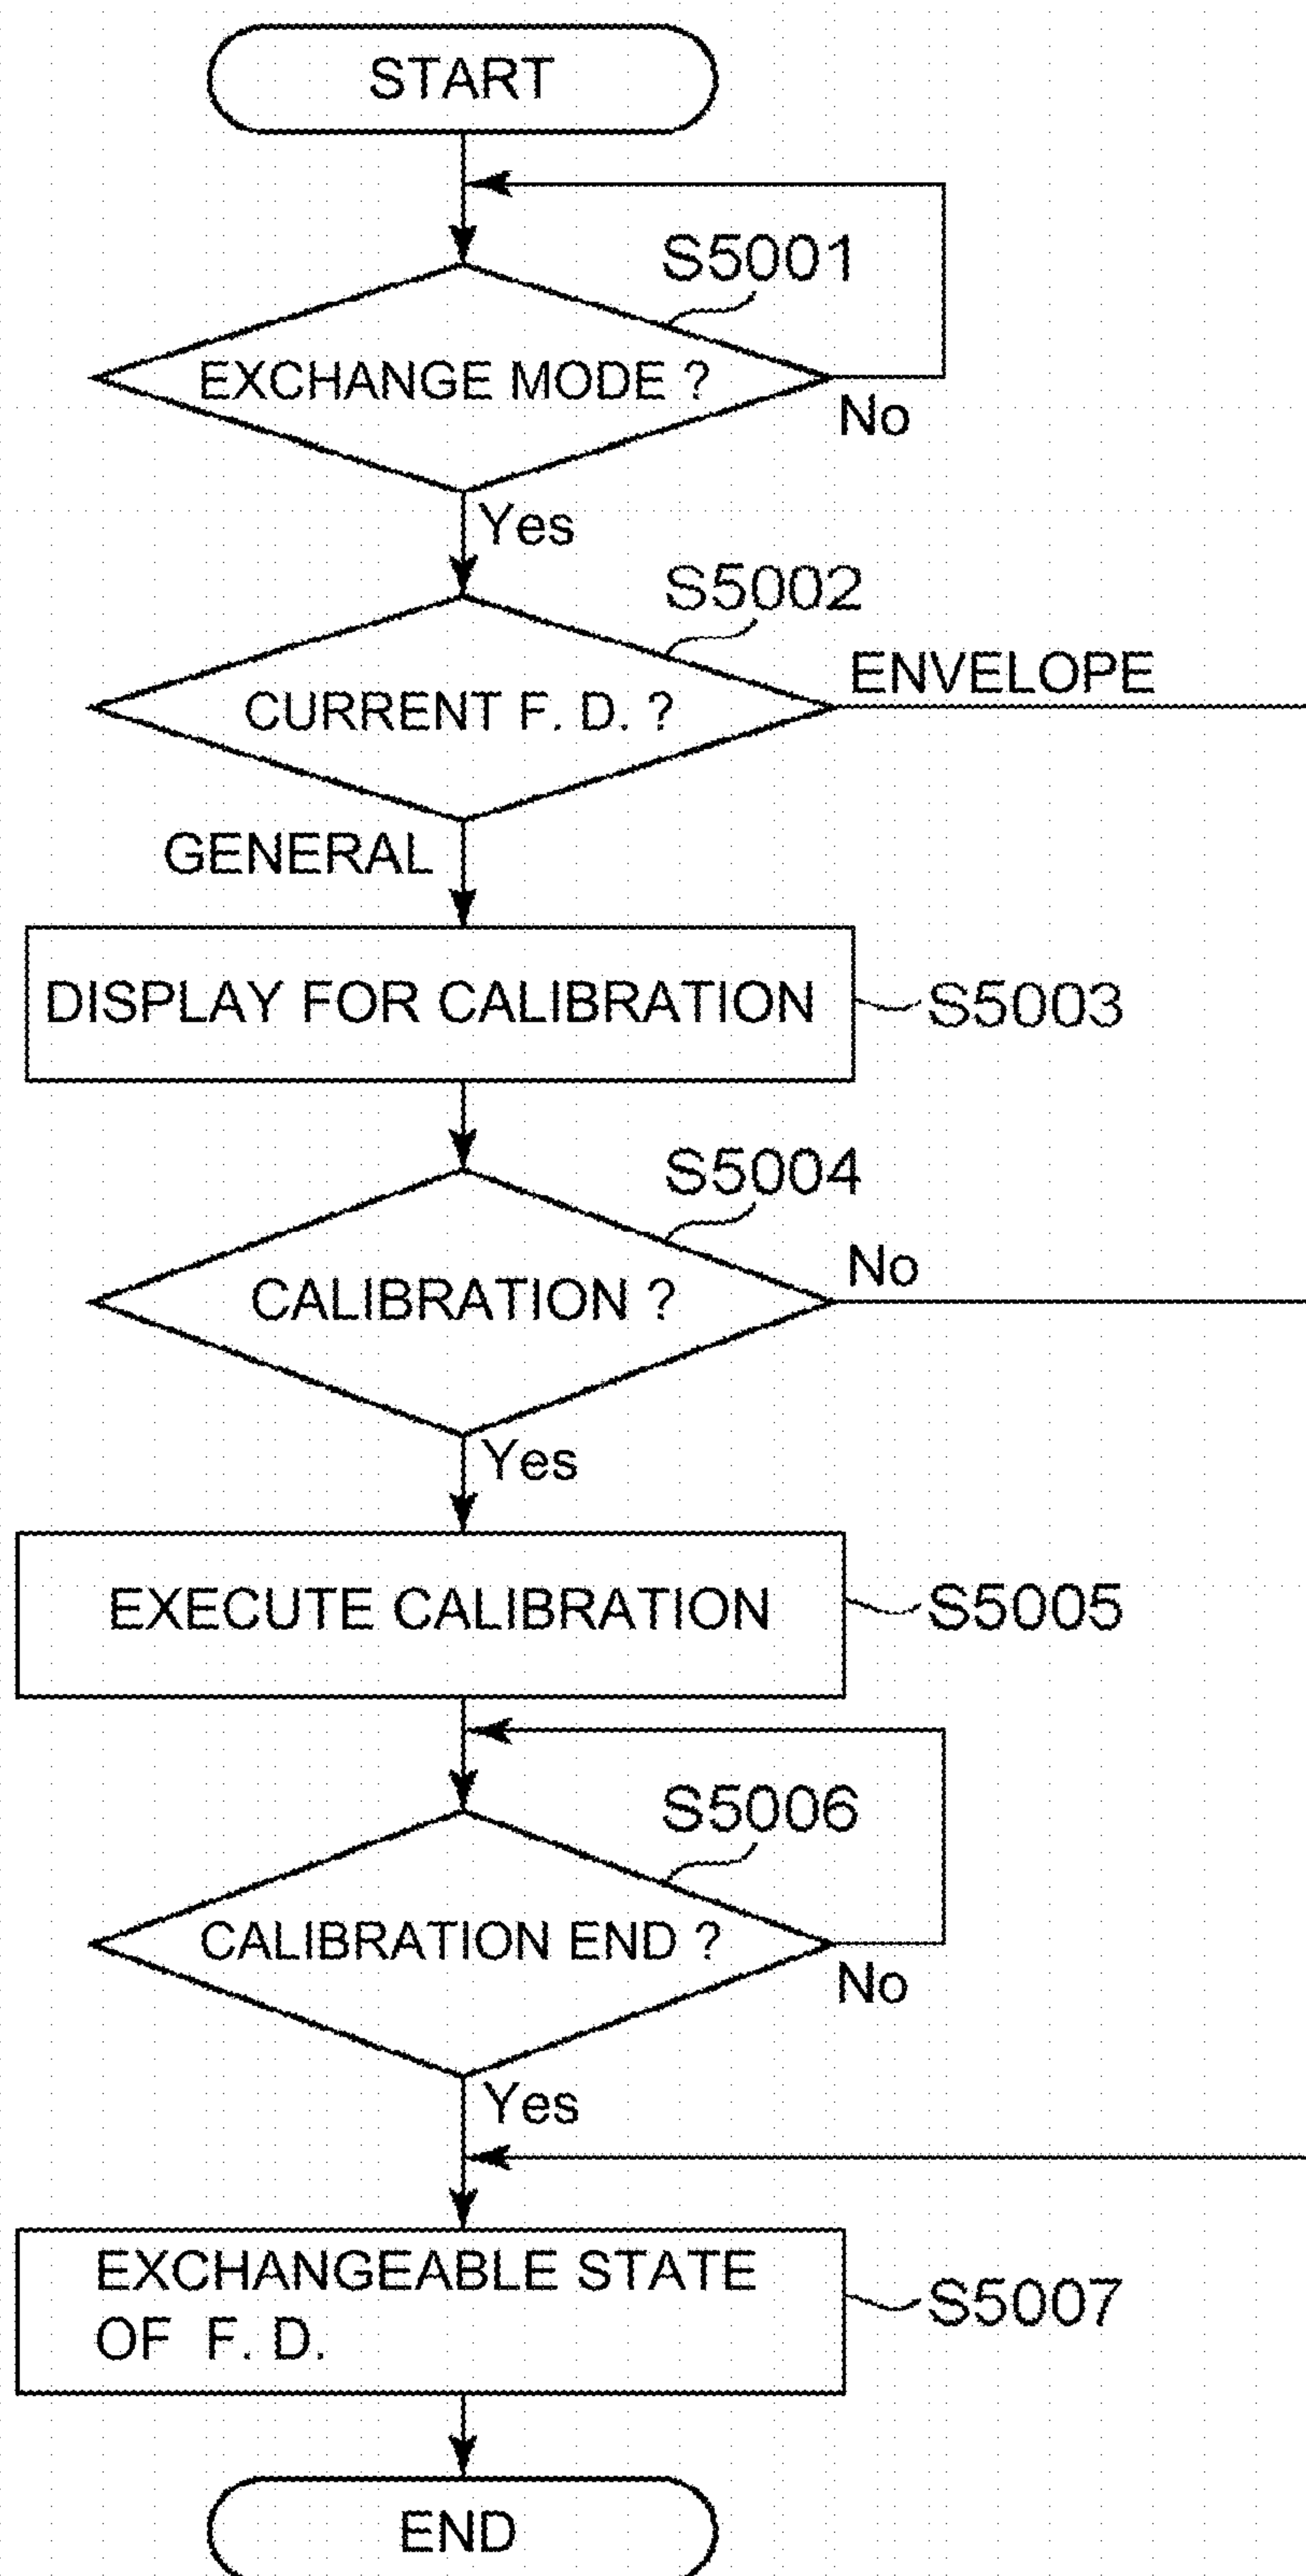 START
S5001
EXCHANGE MODE ?
No
Yes
S5002
ENVELOPE
CURRENT F. D. ?
GENERAL
DISPLAY FOR CALIBRATION
S5003
S5004
No
CALIBRATION ?
Yes
EXECUTE CALIBRATION
S5005
S5006
CALIBRATION END ?
No
Yes
EXCHANGEABLE STATE
OF F. D.
S5007
END